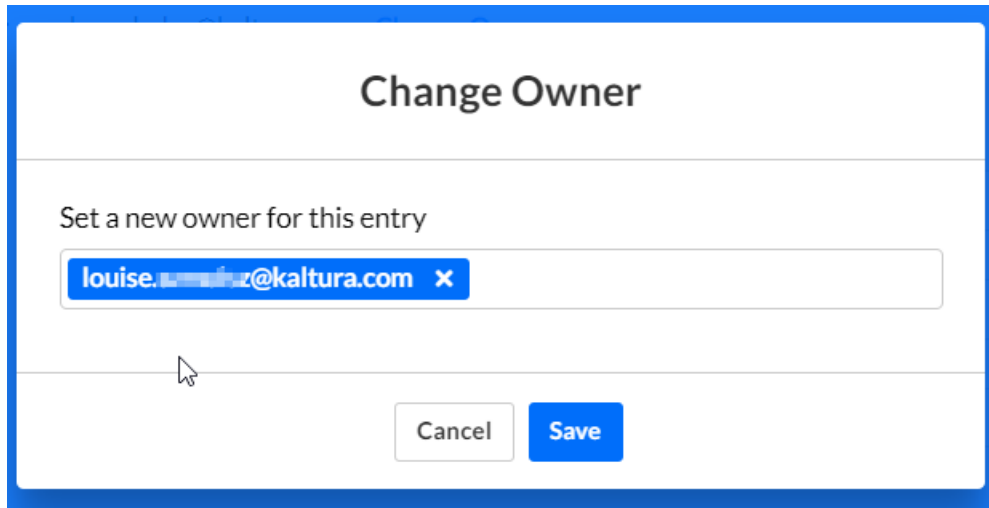 Change Owner
Set a new owner for this entry
louise. z@kaltura.com ×
Cancel
Save